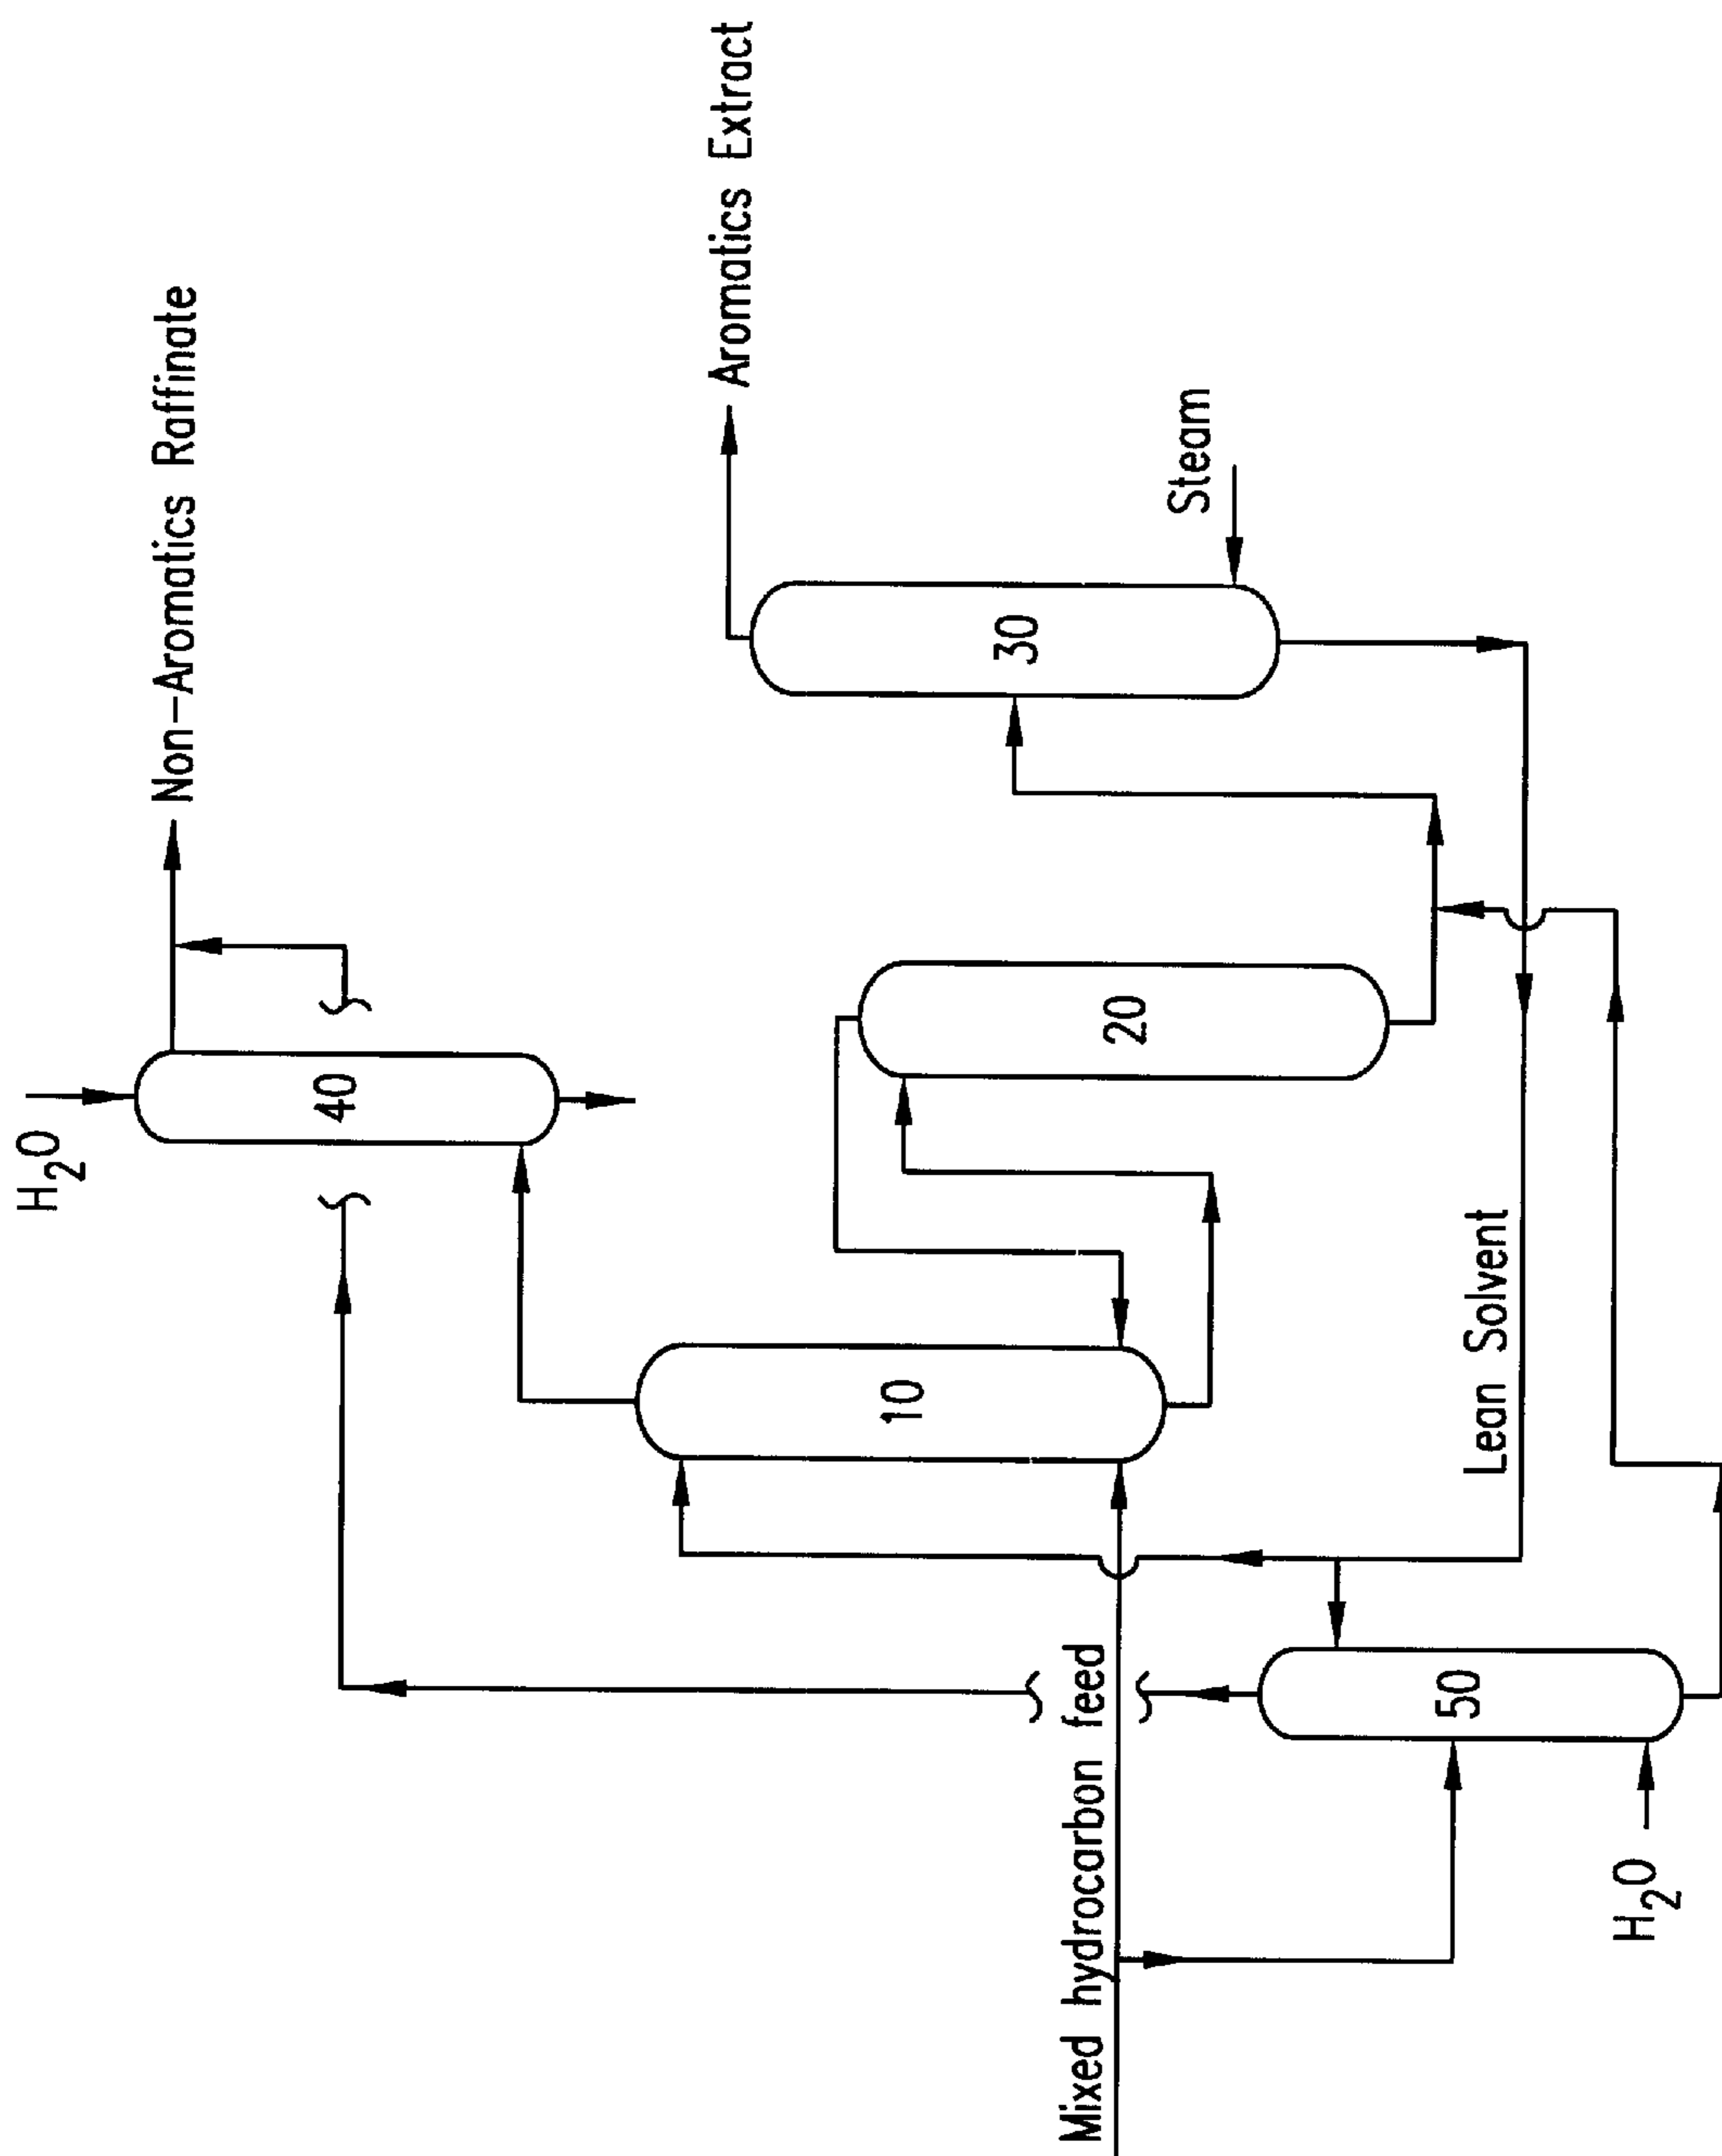 H₂O
Non-Aromatics Raffinate
40
Aromatics Extract
10
20
30
Steam
Mixed hydrocarbon feed
50
Lean Solvent
H₂O